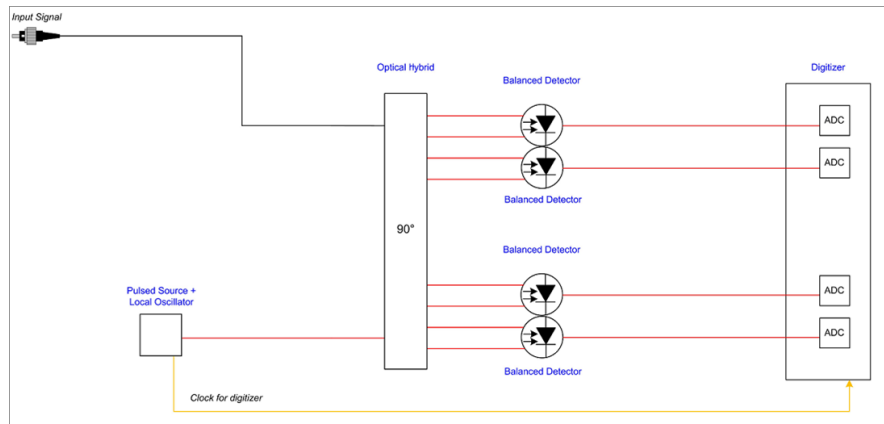 Input Signal
Optical Hybrid
Balanced Detector
Digitizer
ADC
ADC
Balanced Detector
90°
Balanced Detector
Pulsed Source +
Local Oscillator
ADC
ADC
Balanced Detector
Clock for digitizer